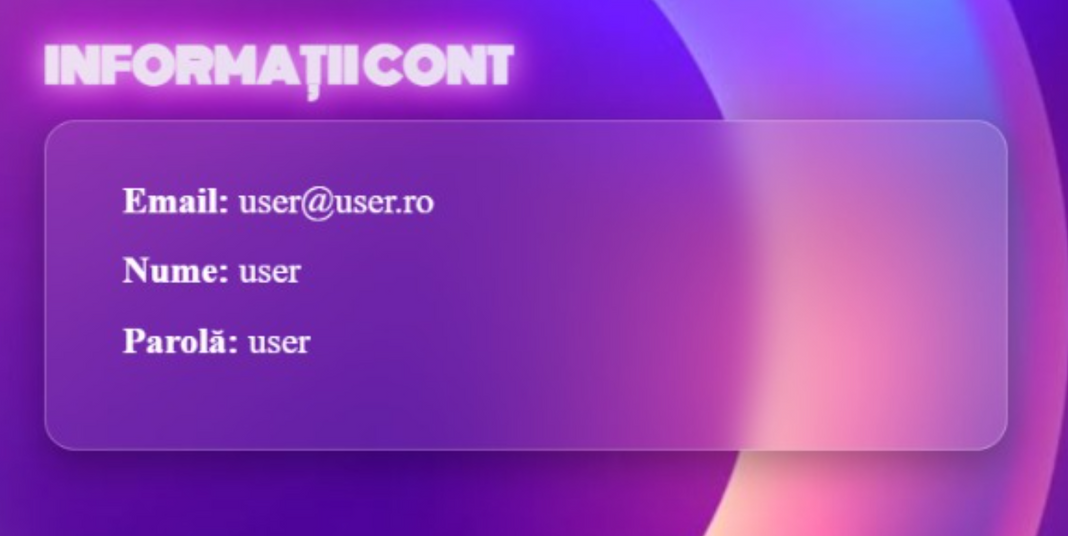 INFORMAȚII CONT
Email: user@user.ro
Nume: user
Parolă: user